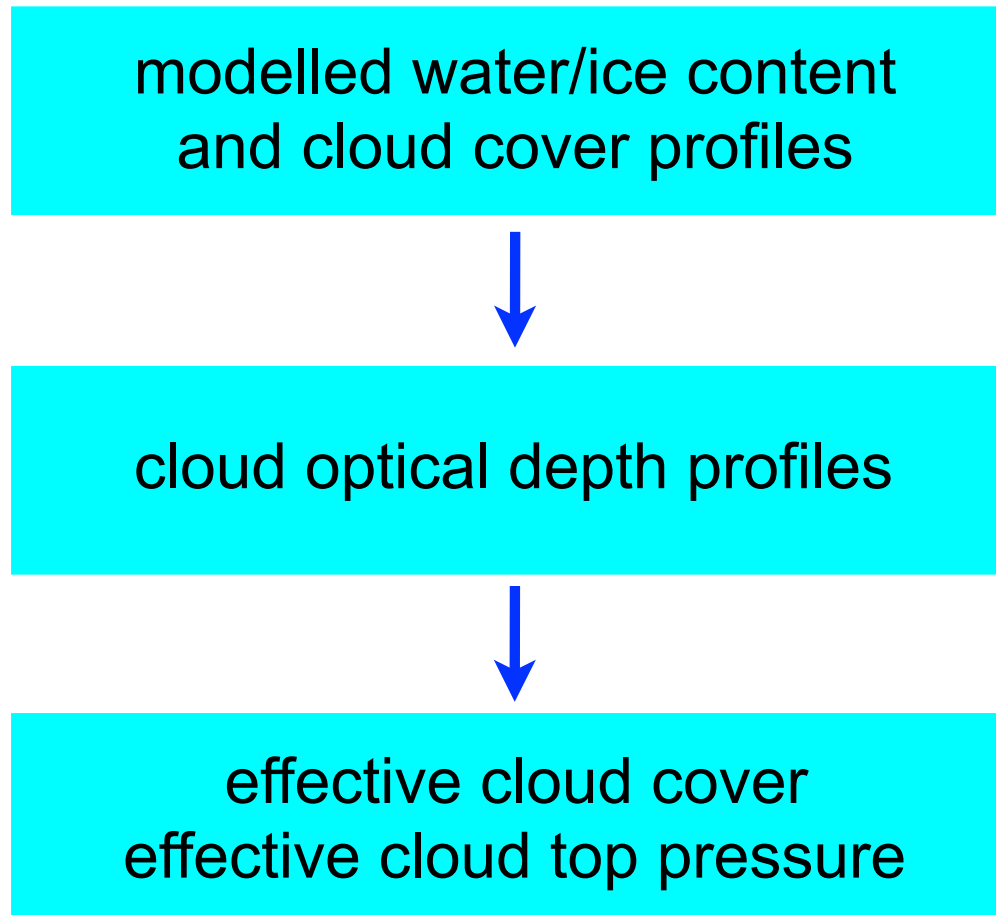 modelled water/ice content
and cloud cover profiles
cloud optical depth profiles
effective cloud cover
effective cloud top pressure